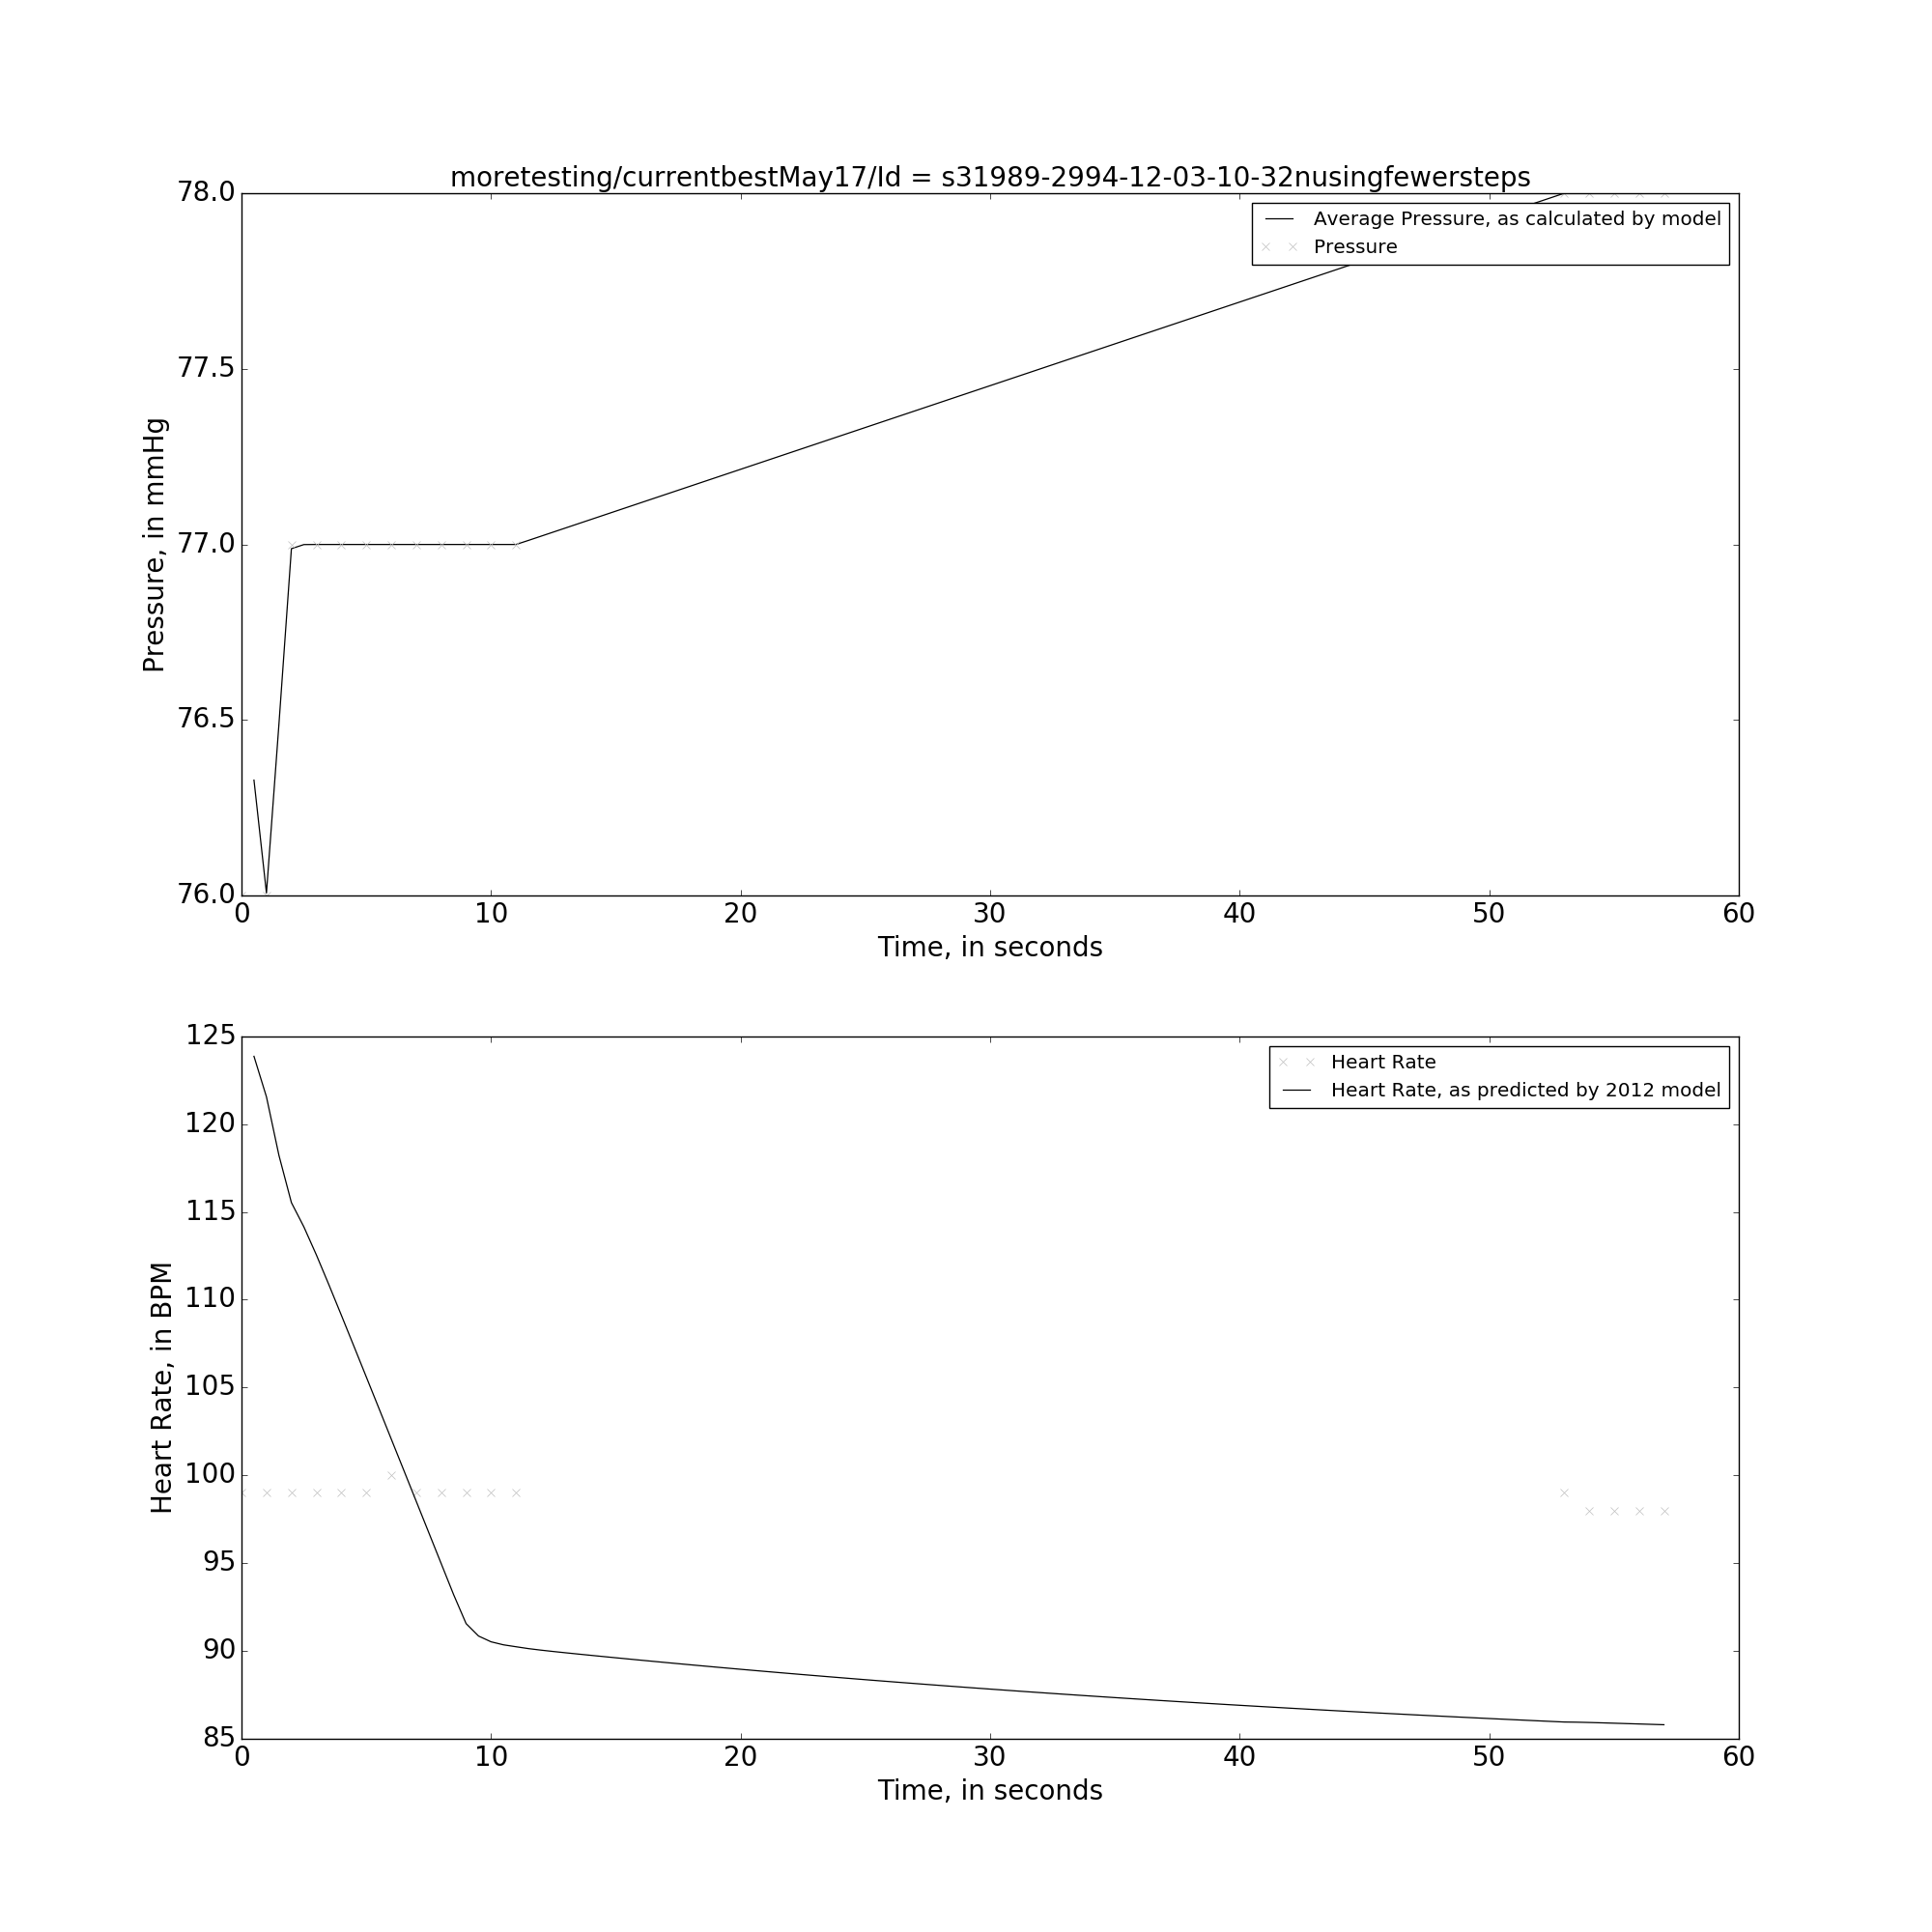 moretesting/currentbestMay17/Id = s31989-2994-12-03-10-32nusingfewersteps
78.0
77.5
77.0
76.5
76.0
Pressure, in mmHg
Average Pressure, as calculated by model
Pressure
0 10 20 30 40 50 60
Time, in seconds
125
120
115
110
105
100
95
90
85
Heart Rate, in BPM
Heart Rate
Heart Rate, as predicted by 2012 model
0 10 20 30 40 50 60
Time, in seconds